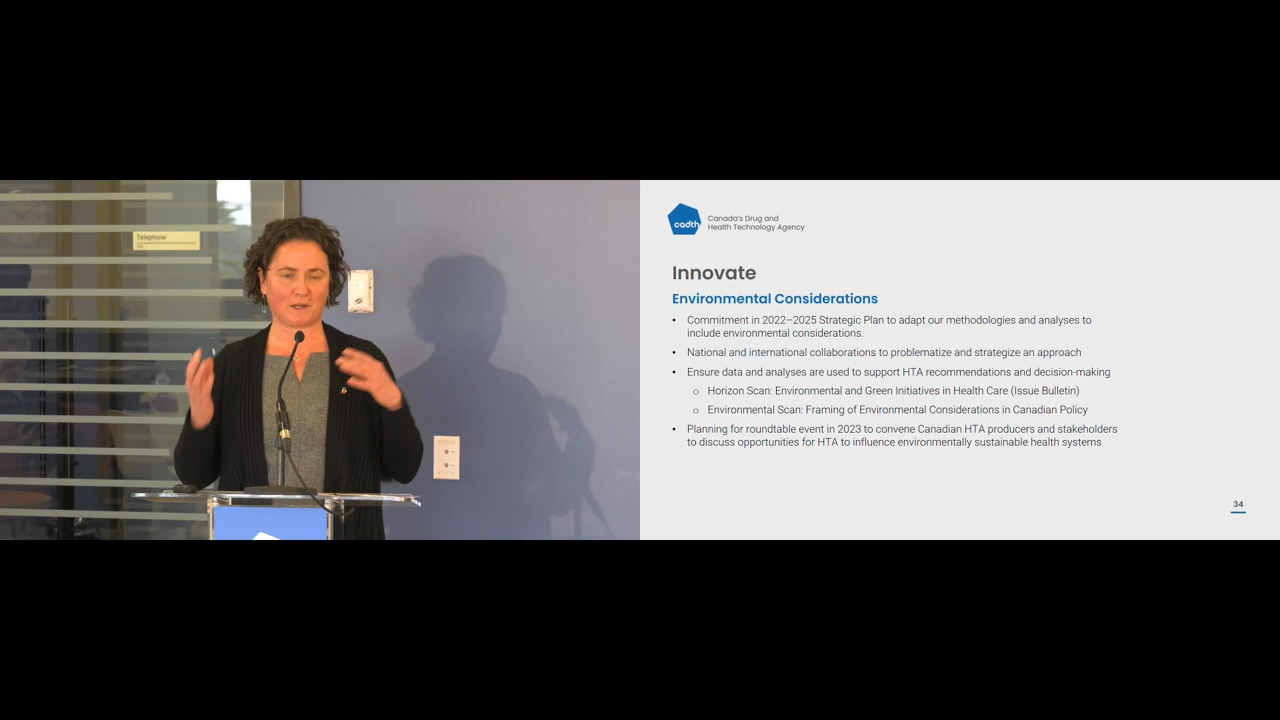 Telephone
cadth
Canada's Drug and
Health Technology Agency
Innovate
Environmental Considerations
• Commitment in 2022–2025 Strategic Plan to adapt our methodologies and analyses to
include environmental considerations.
• National and international collaborations to problematize and strategize an approach
• Ensure data and analyses are used to support HTA recommendations and decision-making
o Horizon Scan: Environmental and Green Initiatives in Health Care (Issue Bulletin)
o Environmental Scan: Framing of Environmental Considerations in Canadian Policy
• Planning for roundtable event in 2023 to convene Canadian HTA producers and stakeholders
to discuss opportunities for HTA to influence environmentally sustainable health systems
34